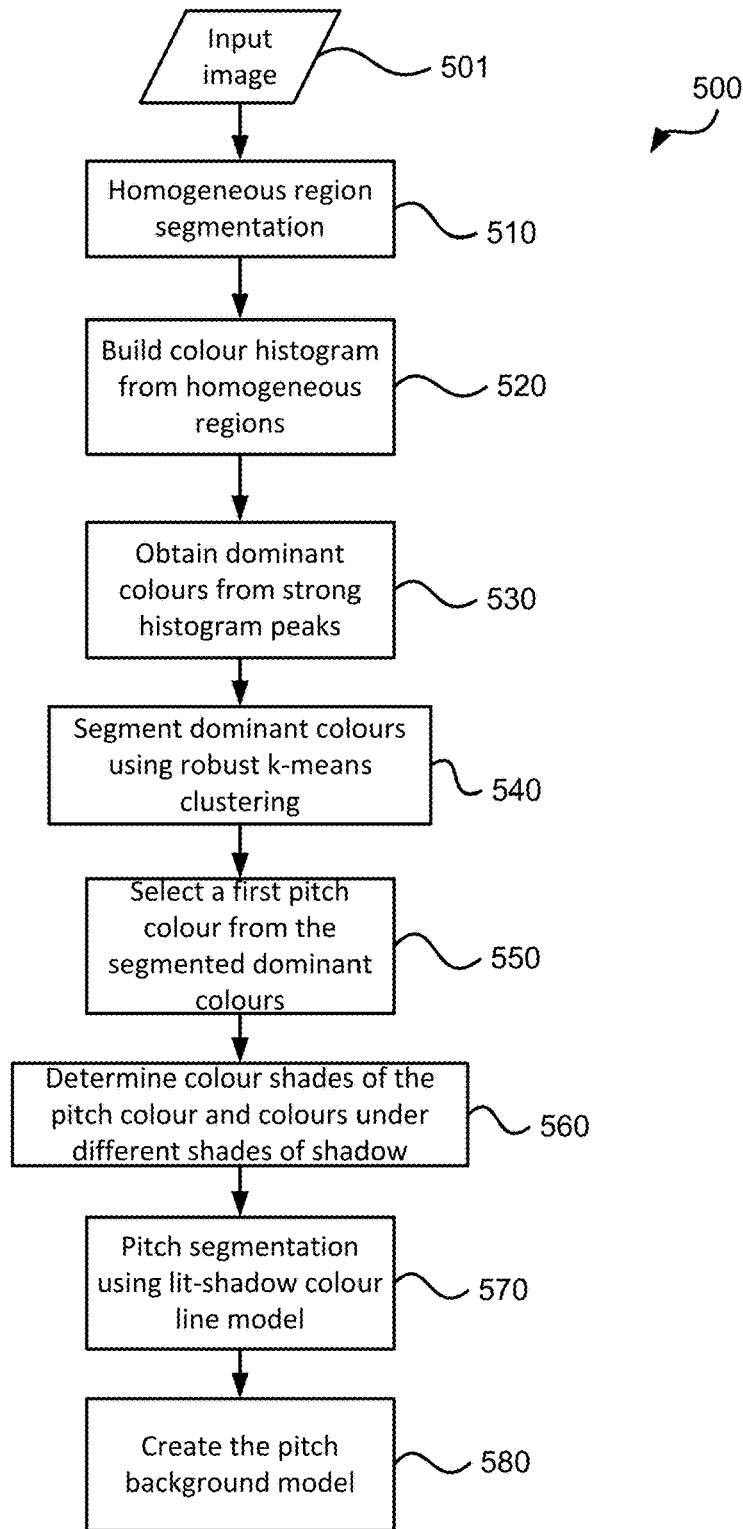 Input
image
501
500
Homogeneous region
segmentation
510
Build colour histogram
from homogeneous
regions
520
Obtain dominant
colours from strong
histogram peaks
530
Segment dominant colours
using robust k-means
clustering
540
Select a first pitch
colour from the
segmented dominant
colours
550
Determine colour shades of the
pitch colour and colours under
different shades of shadow
560
Pitch segmentation
using lit-shadow colour
line model
570
Create the pitch
background model
580